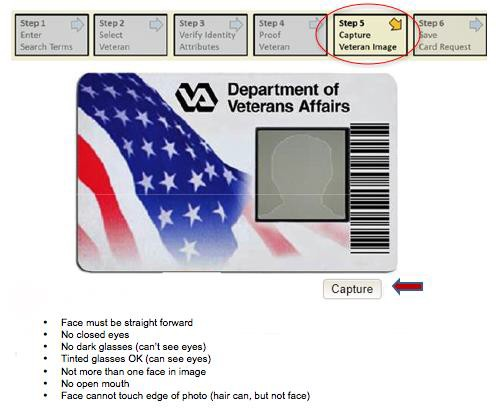 Step 1
Enter
Search Terms
Step 2
Select
Veteran
Step 3
Verify Identity
Attributes
Step 4
Proof
Veteran
Step 5
Capture
Veteran Image
Step 6
Save
Card Request
VA
Department of
Veterans Affairs
Capture
• Face must be straight forward
• No closed eyes
• No dark glasses (can't see eyes)
• Tinted glasses OK (can see eyes)
• Not more than one face in image
• No open mouth
• Face cannot touch edge of photo (hair can, but not face)